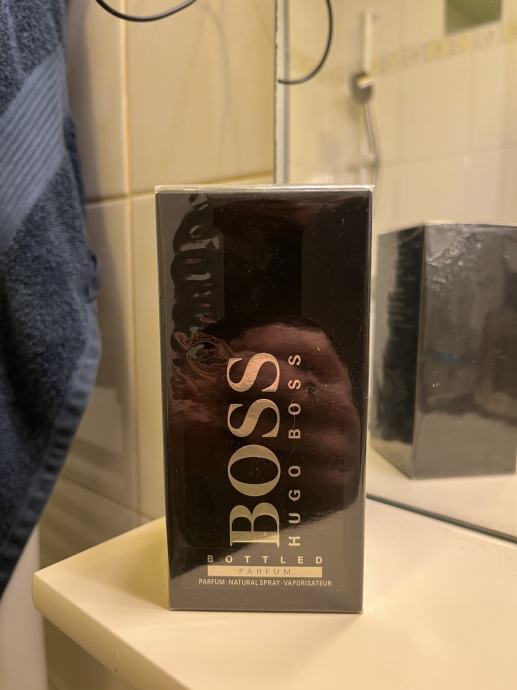 BOSS
HUGO BOSS
BOTTLED
PARFUM
PARFUM·NATURAL SPRAY·VAPORISATEUR